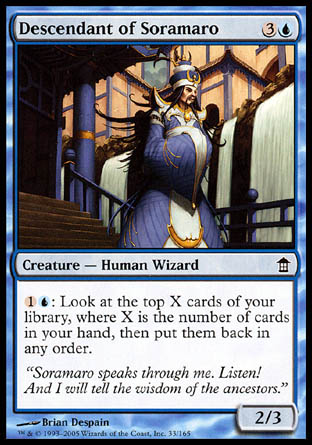 Descendant of Soramaro 3
Creature — Human Wizard
1: Look at the top X cards of your
library, where X is the number of cards
in your hand, then put them back in
any order.
“Soramaro speaks through me. Listen!
And I will tell the wisdom of the ancestors.”
Brian Despain
™ & © 1993–2005 Wizards of the Coast, Inc. 33/165
2/3